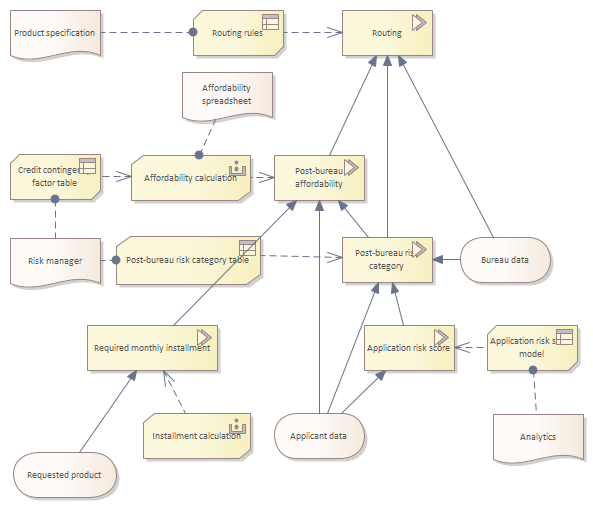 Product specification
Routing rules
Routing
Affordability
spreadsheet
Credit contingency
factor table
Affordability calculation
Post-bureau
affordability
Risk manager
Post-bureau risk category table
Post-bureau risk
category
Bureau data
Required monthly installment
Application risk score
Application risk s
model
Installment calculation
Applicant data
Analytics
Requested product